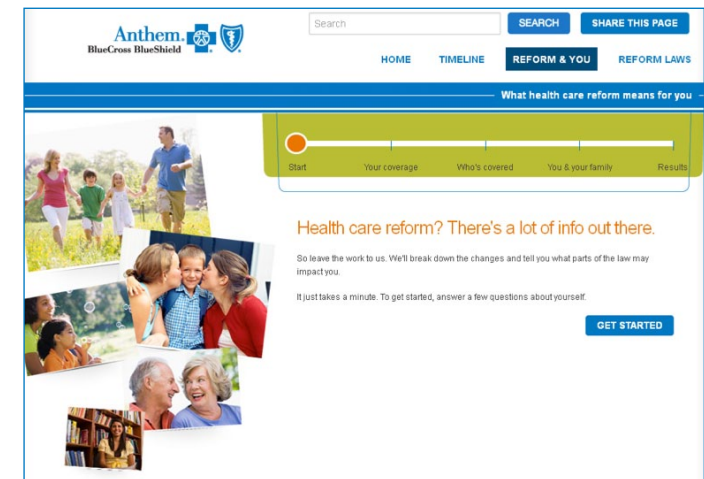 Anthem.
BlueCross BlueShield
Search
SEARCH
SHARE THIS PAGE
HOME
TIMELINE
REFORM & YOU
REFORM LAWS
What health care reform means for you
Start
Your coverage
Who's covered
You & your family
Results
Health care reform? There's a lot of info out there.
So leave the work to us. We'll break down the changes and tell you what parts of the law may
impact you.
It just takes a minute. To get started, answer a few questions about yourself.
GET STARTED